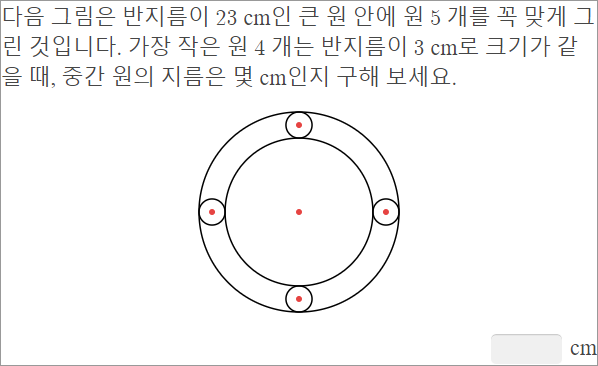 다음 그림은 반지름이 23 cm인 큰 원 안에 원 5 개를 꼭 맞게 그
린 것입니다. 가장 작은 원 4 개는 반지름이 3 cm로 크기가 같
을 때, 중간 원의 지름은 몇 cm인지 구해 보세요.
cm